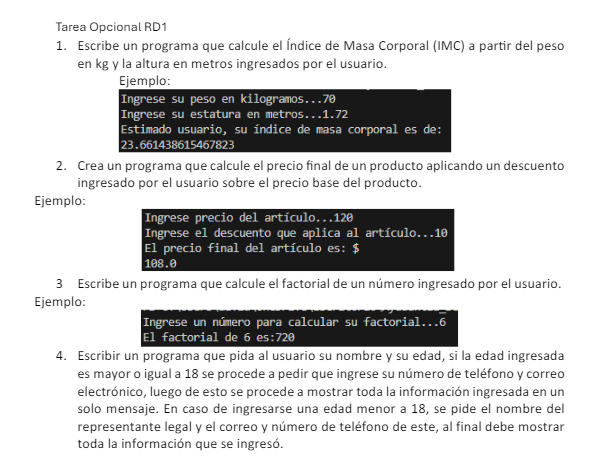 Tarea Opcional RD1
1. Escribe un programa que calcule el Índice de Masa Corporal (IMC) a partir del peso
en kg y la altura en metros ingresados por el usuario.
Ejemplo:
Ingrese su peso en kilogramos...70
Ingrese su estatura en metros...1.72
Estimado usuario, su índice de masa corporal es de:
23.661438615467823
2. Crea un programa que calcule el precio final de un producto aplicando un descuento
ingresado por el usuario sobre el precio base del producto.
Ejemplo:
Ingrese precio del artículo...120
Ingrese el descuento que aplica al artículo...10
El precio final del artículo es: $
108.0
3 Escribe un programa que calcule el factorial de un número ingresado por el usuario.
Ejemplo:
Ingrese un número para calcular su factorial...6
El factorial de 6 es:720
4. Escribir un programa que pida al usuario su nombre y su edad, si la edad ingresada
es mayor o igual a 18 se procede a pedir que ingrese su número de teléfono y correo
electrónico, luego de esto se procede a mostrar toda la información ingresada en un
solo mensaje. En caso de ingresarse una edad menor a 18, se pide el nombre del
representante legal y el correo y número de teléfono de este, al final debe mostrar
toda la información que se ingresó.